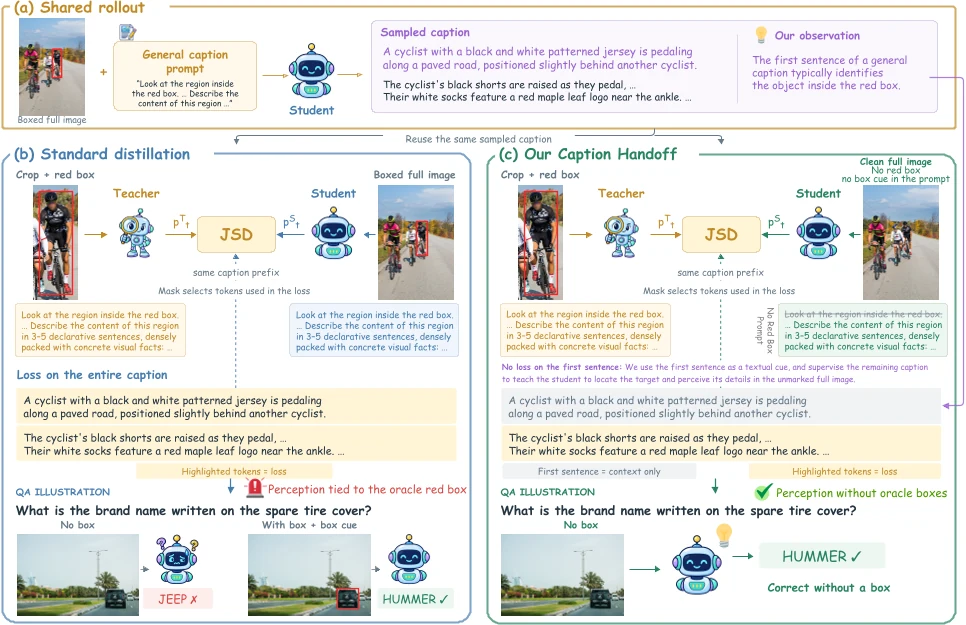 (a) Shared rollout
Boxed full image
+
General caption
prompt
"Look at the region inside
the red box. ... Describe the
content of this region ..."
Student
Sampled caption
A cyclist with a black and white patterned jersey is pedaling
along a paved road, positioned slightly behind another cyclist.
The cyclist's black shorts are raised as they pedal, ...
Their white socks feature a red maple leaf logo near the ankle. ...
Our observation
The first sentence of a general
caption typically identifies
the object inside the red box.
Reuse the same sampled caption
(b) Standard distillation
Crop + red box
Teacher
Student
Boxed full image
pᵀₜ
JSD
pˢₜ
same caption prefix
Mask selects tokens used in the loss
Look at the region inside the red box.
... Describe the content of this region
in 3–5 declarative sentences, densely
packed with concrete visual facts: ...
Look at the region inside the red box.
... Describe the content of this region
in 3–5 declarative sentences, densely
packed with concrete visual facts: ...
Loss on the entire caption
A cyclist with a black and white patterned jersey is pedaling
along a paved road, positioned slightly behind another cyclist.
The cyclist's black shorts are raised as they pedal, ...
Their white socks feature a red maple leaf logo near the ankle. ...
Highlighted tokens = loss
Perception tied to the oracle red box
QA ILLUSTRATION
What is the brand name written on the spare tire cover?
No box
With box + box cue
JEEP ✗
HUMMER ✓
(c) Our Caption Handoff
Crop + red box
Teacher
Student
Clean full image
No red box
no box cue in the prompt
pᵀₜ
JSD
pˢₜ
same caption prefix
Mask selects tokens used in the loss
Look at the region inside the red box.
... Describe the content of this region
in 3–5 declarative sentences, densely
packed with concrete visual facts: ...
No Red Box
Prompt
Look at the region inside the red box.
... Describe the content of this region
in 3–5 declarative sentences, densely
packed with concrete visual facts: ...
No loss on the first sentence: We use the first sentence as a textual cue, and supervise the remaining caption
to teach the student to locate the target and perceive its details in the unmarked full image.
A cyclist with a black and white patterned jersey is pedaling
along a paved road, positioned slightly behind another cyclist.
The cyclist's black shorts are raised as they pedal, ...
Their white socks feature a red maple leaf logo near the ankle. ...
First sentence = context only
Highlighted tokens = loss
QA ILLUSTRATION
Perception without oracle boxes
What is the brand name written on the spare tire cover?
No box
HUMMER ✓
Correct without a box